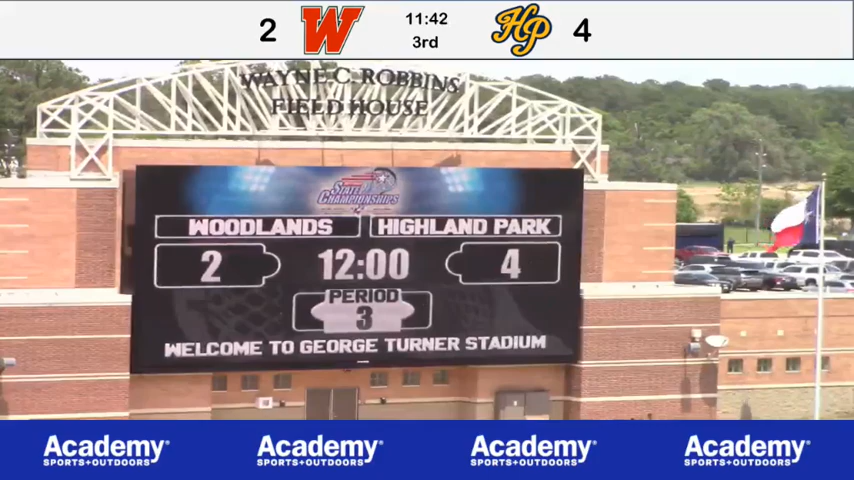 2 W 11:42 3rd HP 4
WAYNE C. ROBBINS
FIELD HOUSE
STATE
CHAMPIONSHIPS
WOODLANDS HIGHLAND PARK
2 12:00 4
PERIOD
3
WELCOME TO GEORGE TURNER STADIUM
Academy Academy Academy Academy
SPORTS+OUTDOORS SPORTS+OUTDOORS SPORTS+OUTDOORS SPORTS+OUTDOORS